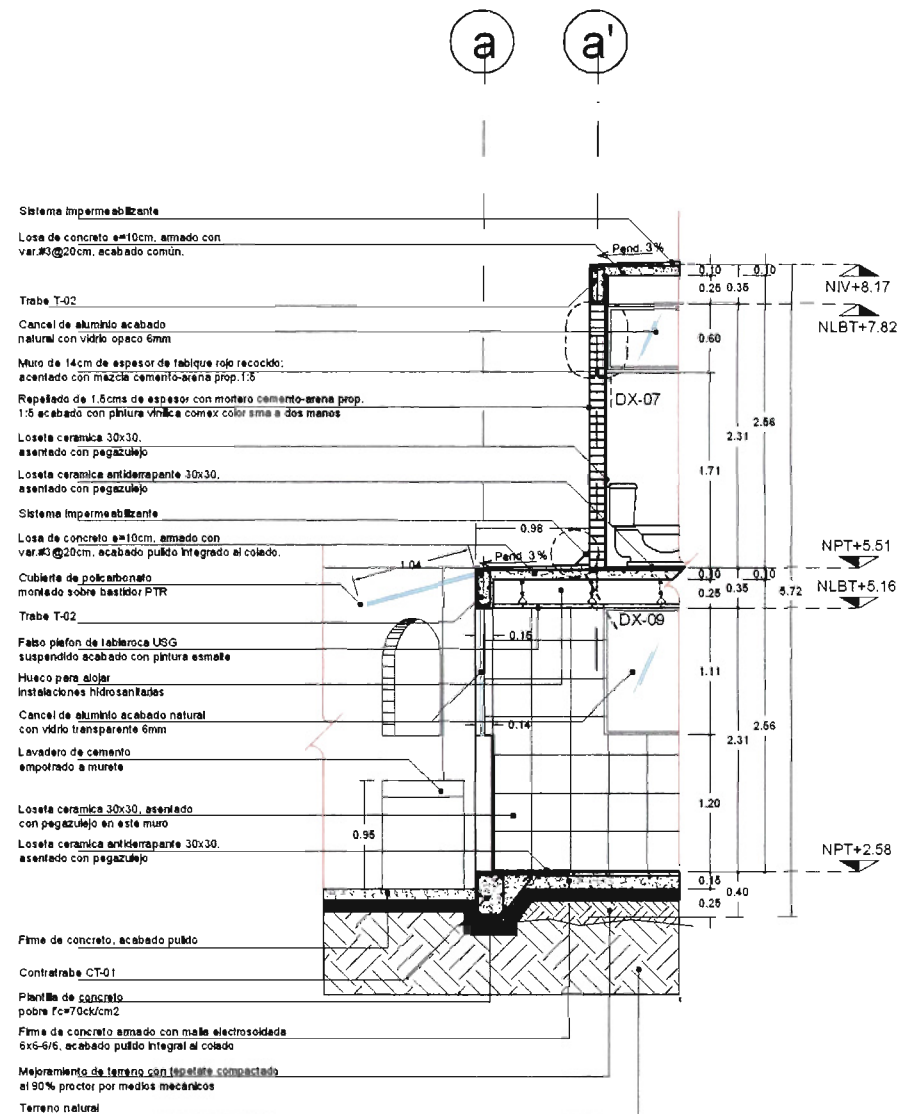 a
a'
Sistema impermeabilizante
Losa de concreto e=10cm, armado con
var.#3@20cm, acabado común.
Trabe T-02
Cancel de aluminio acabado
natural con vidrio opaco 6mm
Muro de 14cm de espesor de tabique rojo recocido;
acentado con mezcla cemento-arena prop.1:5
Repellado de 1.5cms de espesor con mortero cemento-arena prop.
1:5 acabado con pintura vinilica comex color sma a dos manos
Loseta ceramica 30x30,
asentado con pegazulejo
Loseta ceramica antiderrapante 30x30,
asentado con pegazulejo
Sistema impermeabilizante
Losa de concreto e=10cm, armado con
var.#3@20cm, acabado pulido integrado al colado.
Cubierta de policarbonato
montado sobre bastidor PTR
Trabe T-02
Falso plafon de tablaroca USG
suspendido acabado con pintura esmalte
Hueco para alojar
instalaciones hidrosanitarias
Cancel de aluminio acabado natural
con vidrio transparente 6mm
Lavadero de cemento
empotrado a murete
Loseta ceramica 30x30, asentado
con pegazulejo en este muro
Loseta ceramica antiderrapante 30x30,
asentado con pegazulejo
Firme de concreto, acabado pulido
Contratrabe CT-01
Plantilla de concreto
pobre f'c=70ck/cm2
Firme de concreto armado con malla electrosoldada
6x6-6/6, acabado pulido integral al colado
Mejoramiento de terreno con tepetate compactado
al 90% proctor por medios mecánicos
Terreno natural
Pend. 3%
0.10
0.10
0.25
0.35
0.60
DX-07
2.31
2.56
1.71
0.98
Pend. 3%
1.04
0.10
0.10
0.25
0.35
5.72
DX-09
0.15
1.11
0.14
2.31
2.56
1.20
0.95
0.15
0.40
0.25
NIV+8.17
NLBT+7.82
NPT+5.51
NLBT+5.16
NPT+2.58